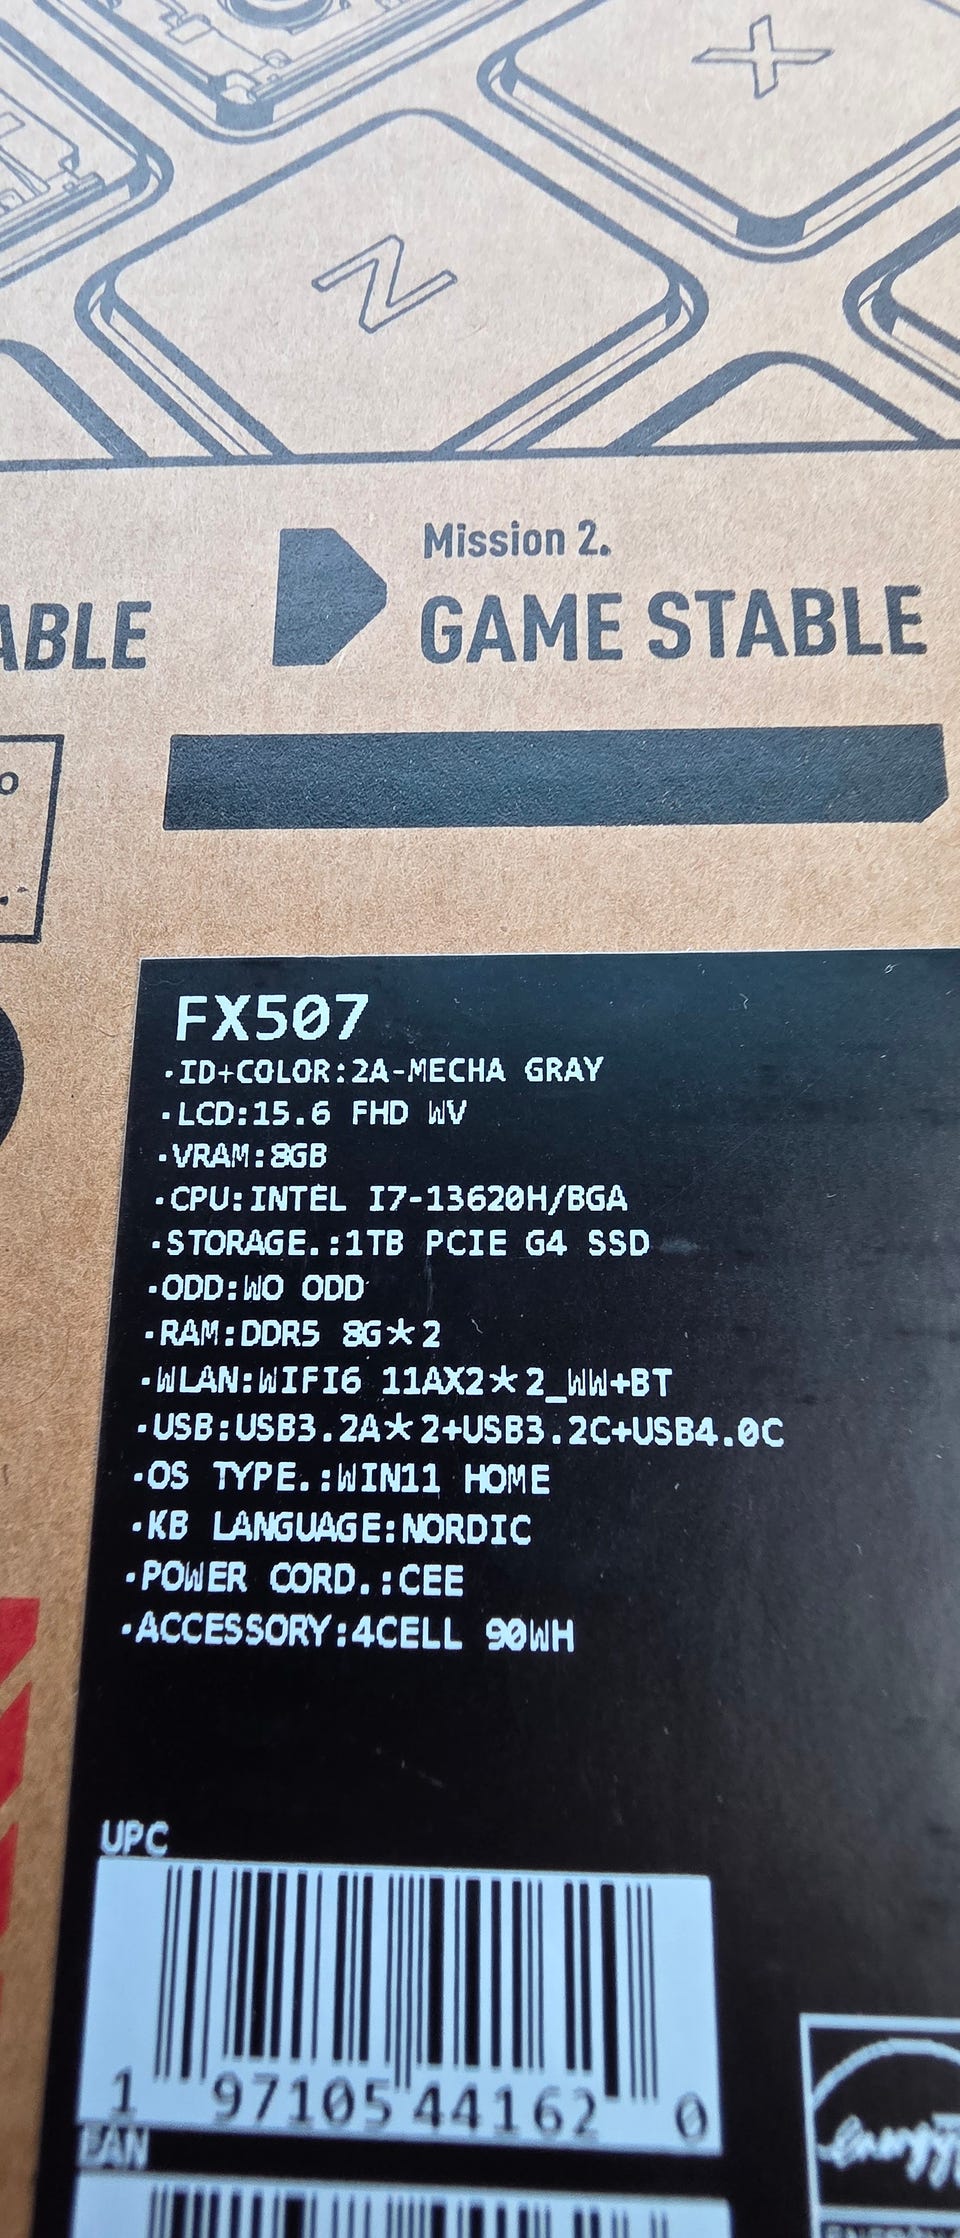 X
Z
Mission 2.
ABLE
GAME STABLE
FX507
·ID+COLOR:2A-MECHA GRAY
·LCD:15.6 FHD WV
·VRAM:8GB
·CPU:INTEL I7-13620H/BGA
·STORAGE.:1TB PCIE G4 SSD
·ODD:WO ODD
·RAM:DDR5 8G*2
·WLAN:WIFI6 11AX2*2_WW+BT
·USB:USB3.2A*2+USB3.2C+USB4.0C
·OS TYPE.:WIN11 HOME
·KB LANGUAGE:NORDIC
·POWER CORD.:CEE
·ACCESSORY:4CELL 90WH
UPC
1 97105 44162 0
EAN
energy